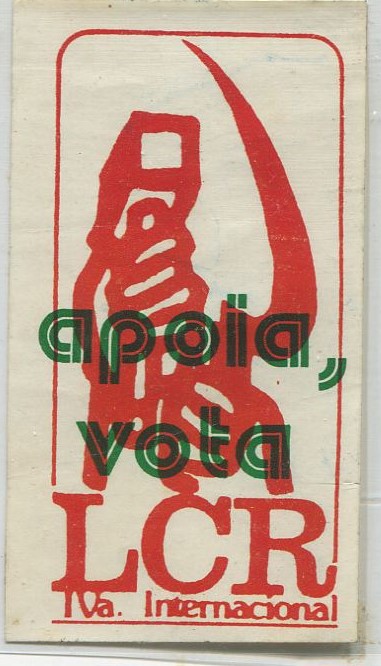 apoia,
vota
LCR
IVa. Internacional